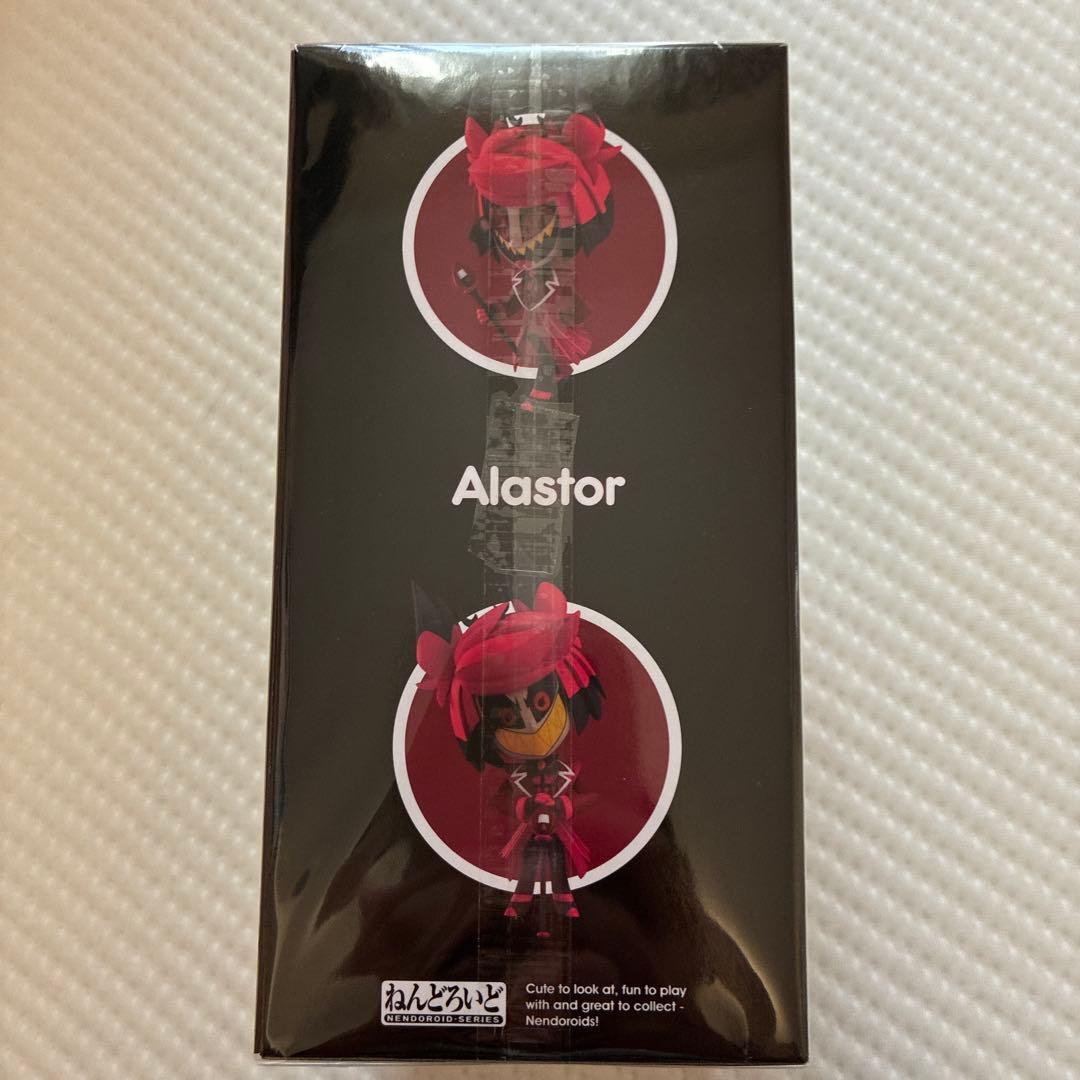 Alastor
ねんどろいど
NENDOROID·SERIES
Cute to look at, fun to play
with and great to collect -
Nendoroids!